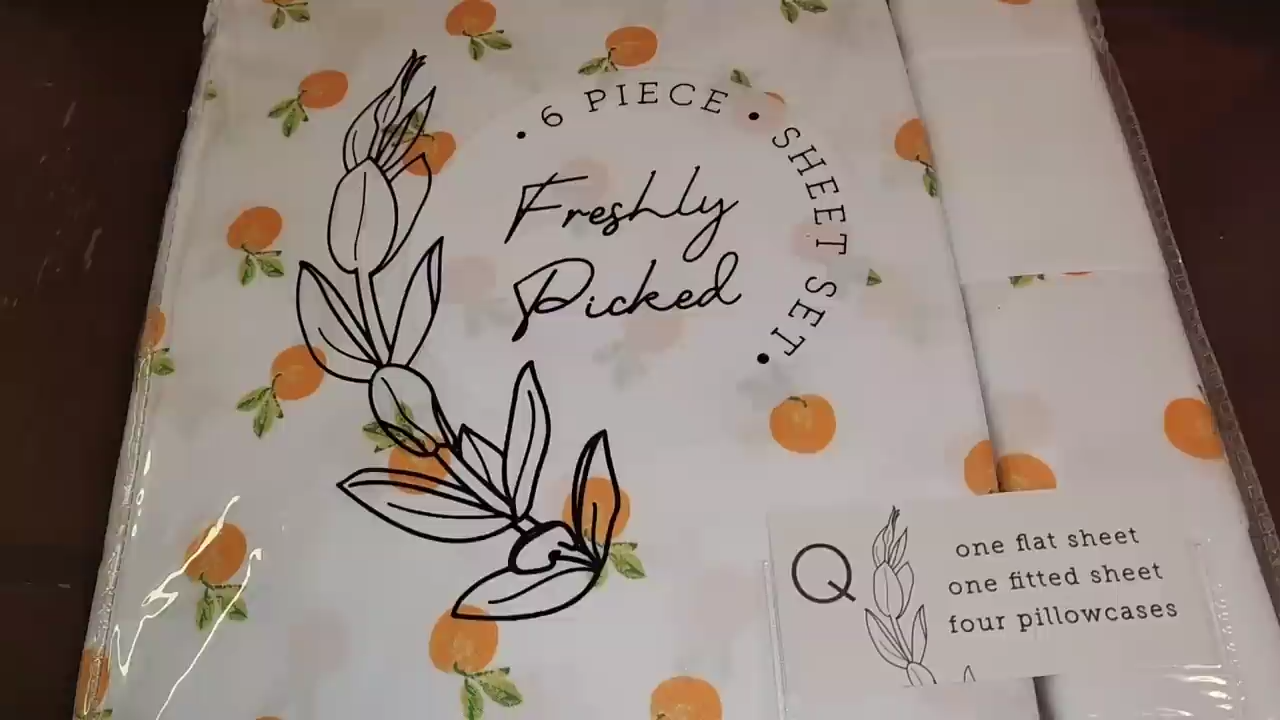 • 6 PIECE • SHEET SET •
Freshly
Picked
Q
one flat sheet
one fitted sheet
four pillowcases